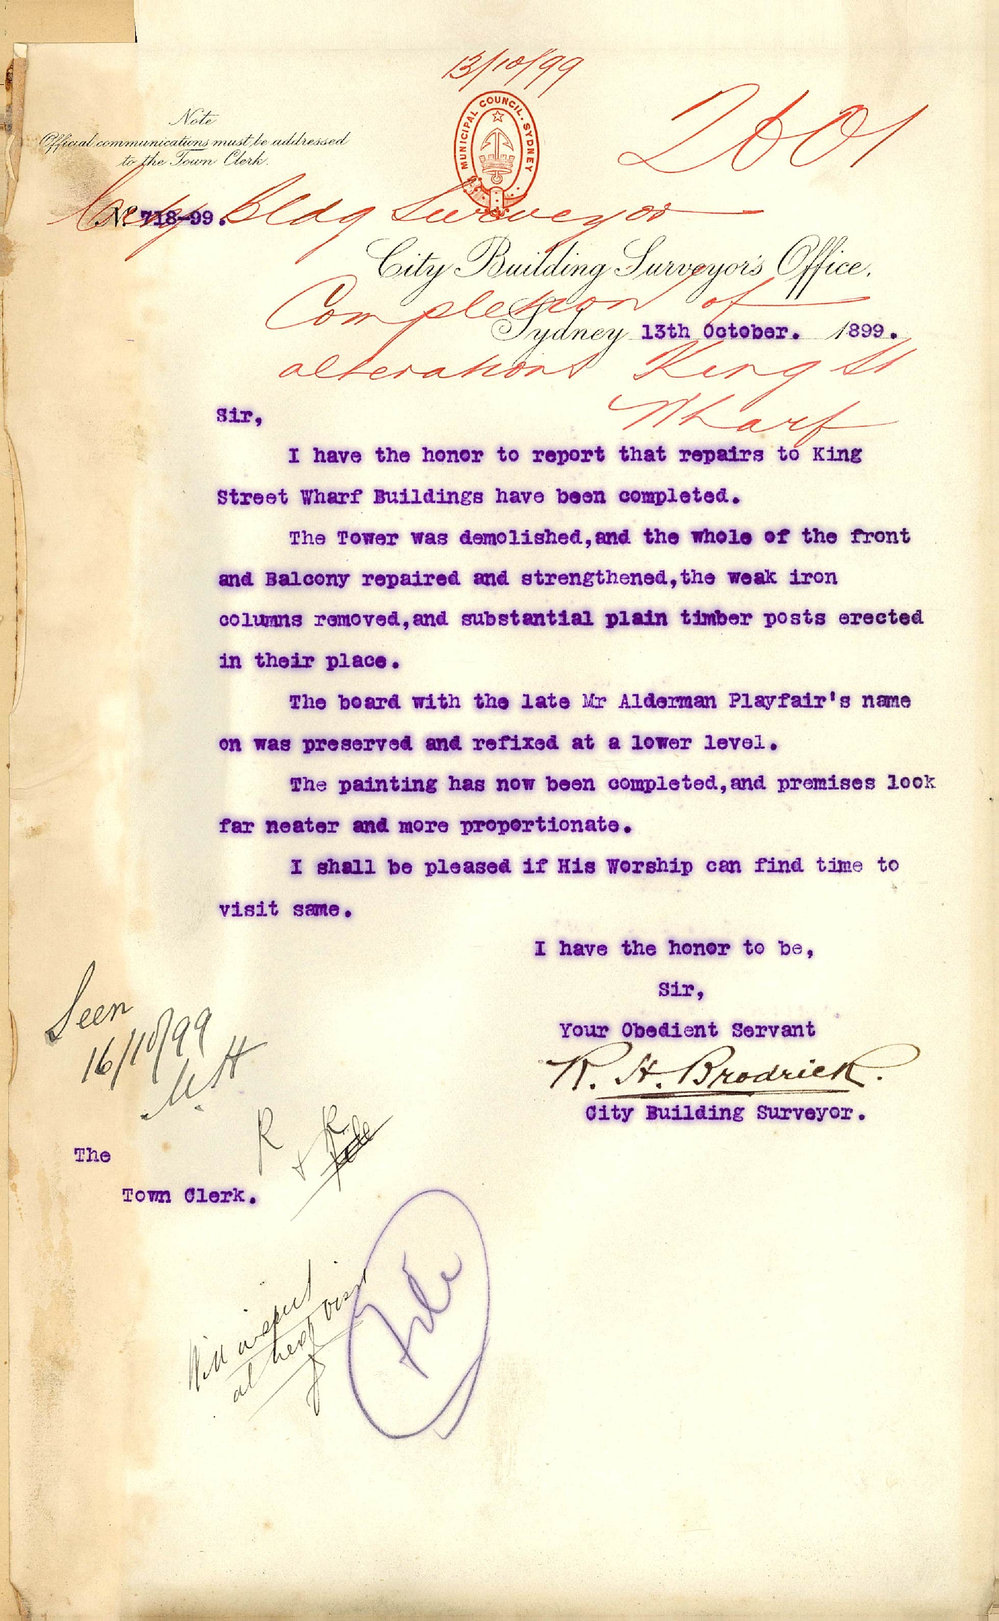 13/10/99
MUNICIPAL COUNCIL. SYDNEY
2601
Note
Official communications must be addressed
to the Town Clerk.
No. 718-99.
City Bldg Surveyor
City Building Surveyor's Office,
Completion of
Sydney 13th October. 1899.
alterations King St
Wharf
Sir,
I have the honor to report that repairs to King
Street Wharf Buildings have been completed.
The Tower was demolished,and the whole of the front
and Balcony repaired and strengthened,the weak iron
columns removed,and substantial plain timber posts erected
in their place.
The board with the late Mr Alderman Playfair's name
on was preserved and refixed at a lower level.
The painting has now been completed,and premises look
far neater and more proportionate.
I shall be pleased if His Worship can find time to
visit same.
I have the honor to be,
Sir,
Your Obedient Servant
R. H. Brodrick.
City Building Surveyor.
Seen
16/10/99
R
R
File
The
Town Clerk.
Will inspect
at next visit
File